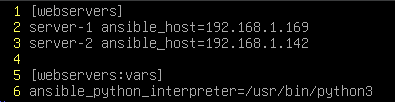 1 [webservers]
2 server-1 ansible_host=192.168.1.169
3 server-2 ansible_host=192.168.1.142
4
5 [webservers:vars]
6 ansible_python_interpreter=/usr/bin/python3